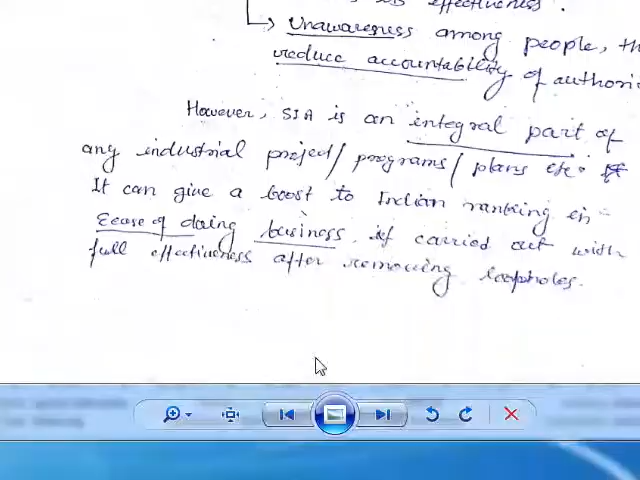 effectiveness.
↳ Unawareness among people, th
reduce accountability of authori
However, SIA is an integral part of
any industrial project/programs/plans etc.
It can give a boost to Indian ranking in
Ease of doing business, if carried out with
full effectiveness after removing loopholes.